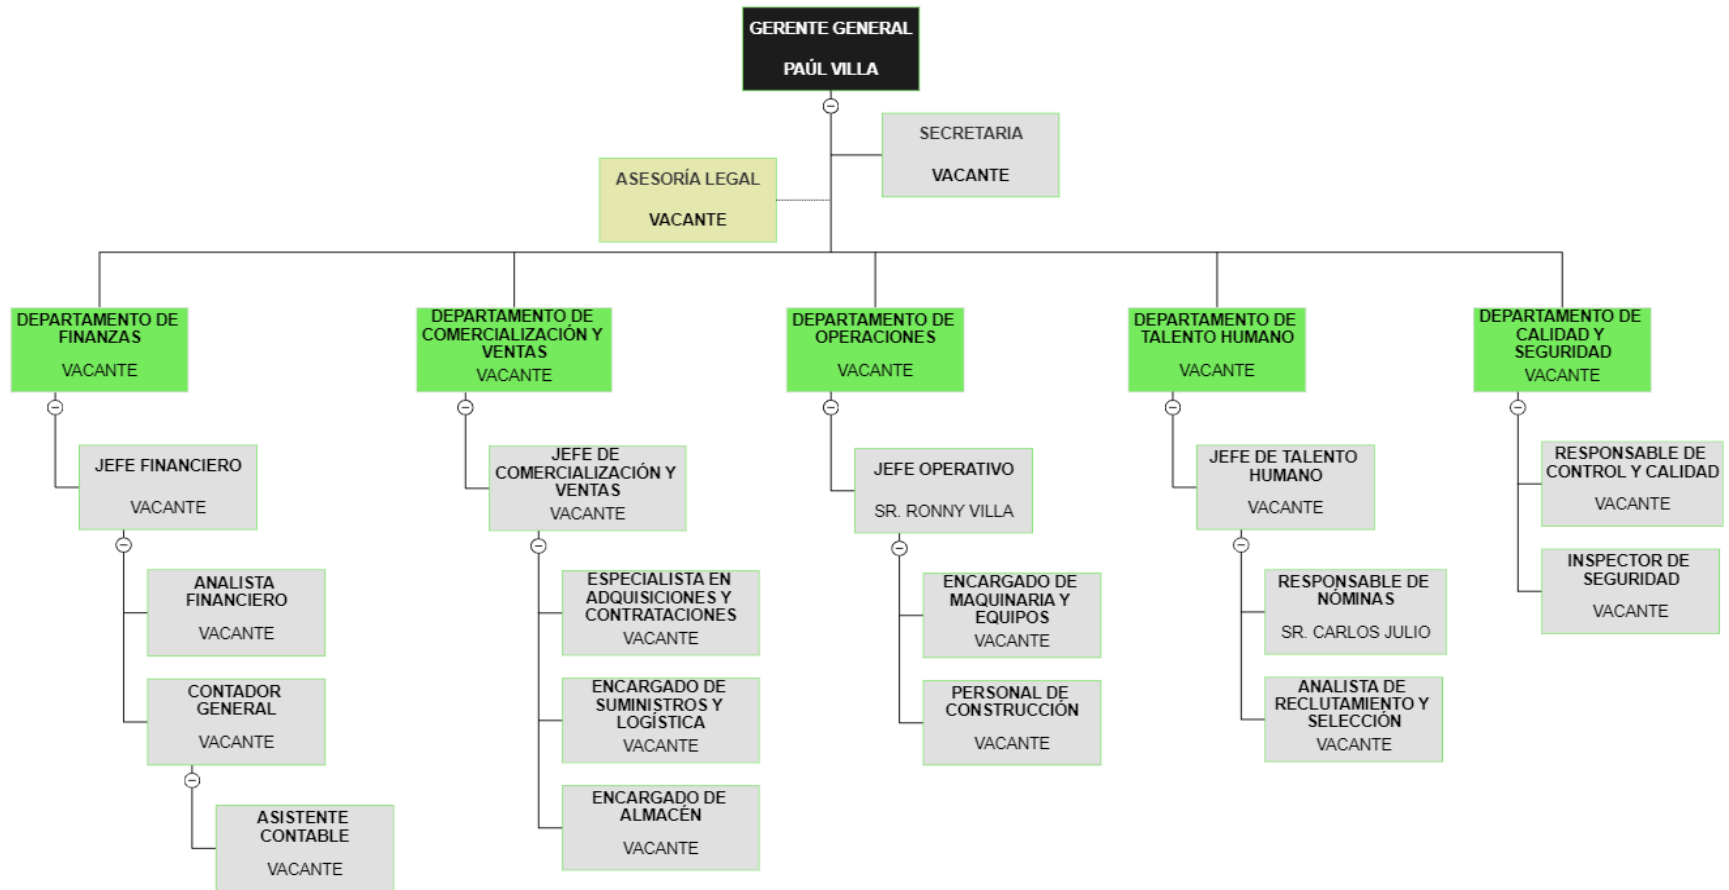 GERENTE GENERAL
PAÚL VILLA
SECRETARIA
VACANTE
ASESORÍA LEGAL
VACANTE
DEPARTAMENTO DE
FINANZAS
VACANTE
JEFE FINANCIERO
VACANTE
ANALISTA
FINANCIERO
VACANTE
CONTADOR
GENERAL
VACANTE
ASISTENTE
CONTABLE
VACANTE
DEPARTAMENTO DE
COMERCIALIZACIÓN Y
VENTAS
VACANTE
JEFE DE
COMERCIALIZACIÓN Y
VENTAS
VACANTE
ESPECIALISTA EN
ADQUISICIONES Y
CONTRATACIONES
VACANTE
ENCARGADO DE
SUMINISTROS Y
LOGÍSTICA
VACANTE
ENCARGADO DE
ALMACÉN
VACANTE
DEPARTAMENTO DE
OPERACIONES
VACANTE
JEFE OPERATIVO
SR. RONNY VILLA
ENCARGADO DE
MAQUINARIA Y
EQUIPOS
VACANTE
PERSONAL DE
CONSTRUCCIÓN
VACANTE
DEPARTAMENTO DE
TALENTO HUMANO
VACANTE
JEFE DE TALENTO
HUMANO
VACANTE
RESPONSABLE DE
NÓMINAS
SR. CARLOS JULIO
ANALISTA DE
RECLUTAMIENTO Y
SELECCIÓN
VACANTE
DEPARTAMENTO DE
CALIDAD Y
SEGURIDAD
VACANTE
RESPONSABLE DE
CONTROL Y CALIDAD
VACANTE
INSPECTOR DE
SEGURIDAD
VACANTE